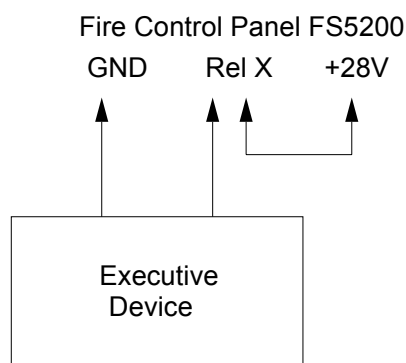 Fire Control Panel FS5200
GND Rel X +28V
Executive
Device